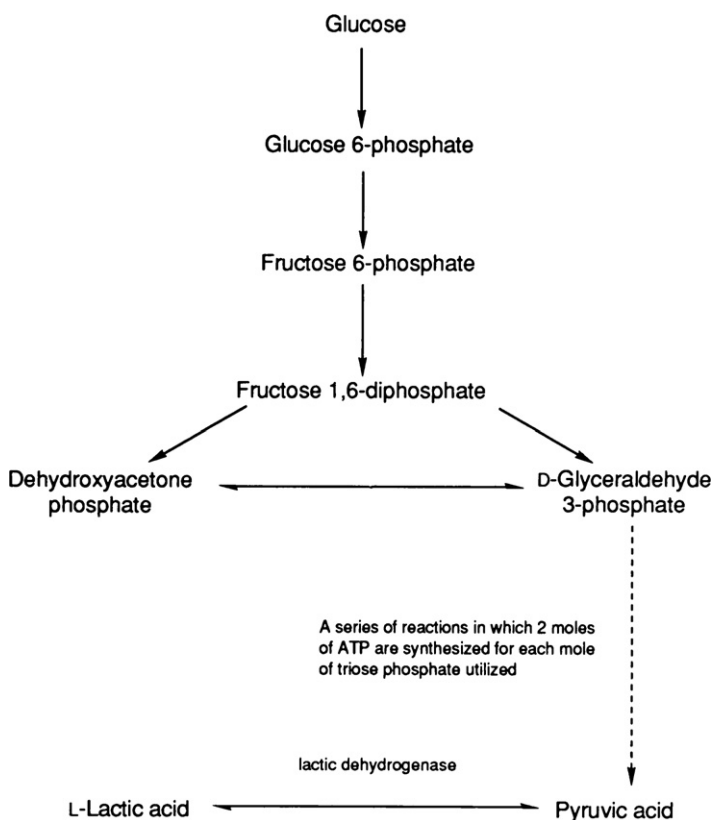 Glucose
Glucose 6-phosphate
Fructose 6-phosphate
Fructose 1,6-diphosphate
Dehydroxyacetone
phosphate
D-Glyceraldehyde
3-phosphate
A series of reactions in which 2 moles
of ATP are synthesized for each mole
of triose phosphate utilized
lactic dehydrogenase
L-Lactic acid
Pyruvic acid